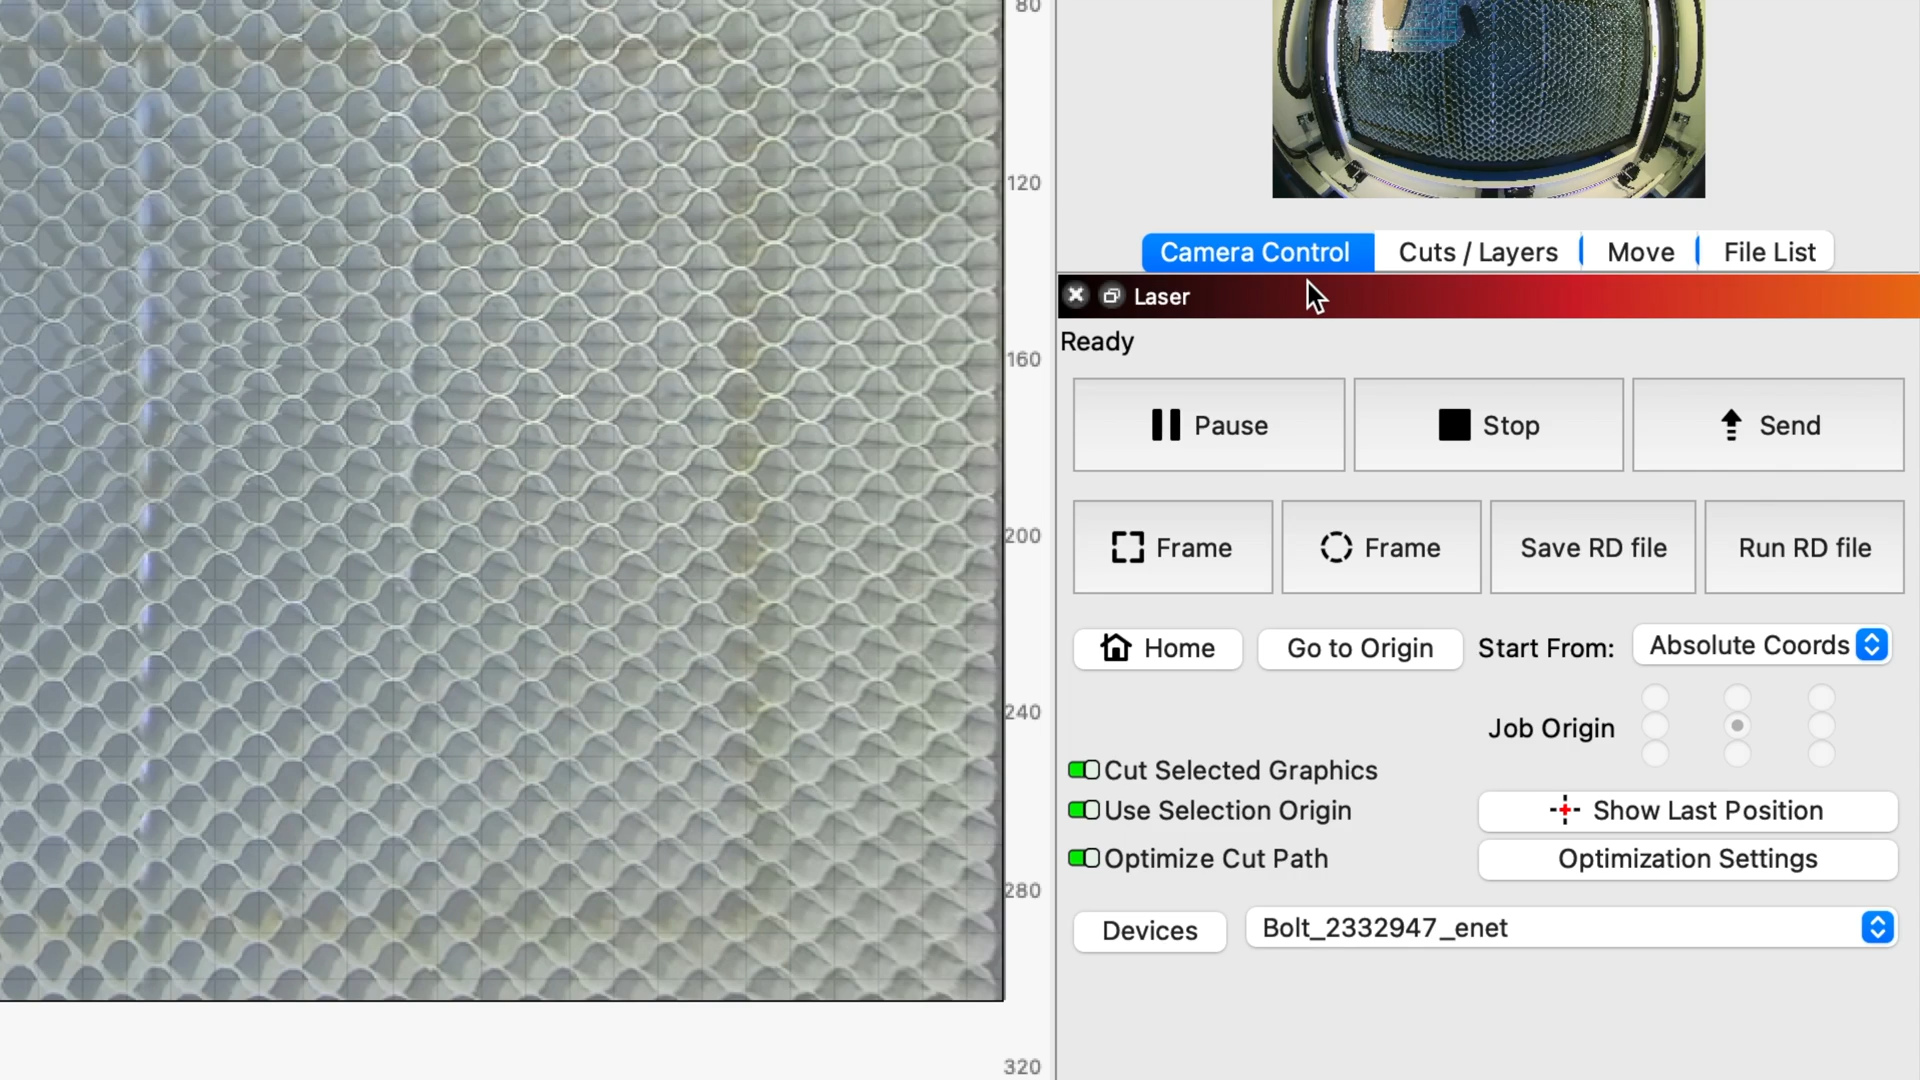 80
120
160
200
240
280
320
Camera Control
Cuts / Layers
Move
File List
Laser
Ready
Pause
Stop
Send
Frame
Frame
Save RD file
Run RD file
Home
Go to Origin
Start From:
Absolute Coords
Job Origin
Cut Selected Graphics
Use Selection Origin
Show Last Position
Optimize Cut Path
Optimization Settings
Devices
Bolt_2332947_enet